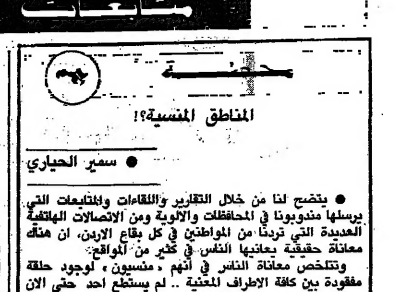 متابعات
المناطق المنسية؟!
● سمير الحياري
● يتضح لنا من خلال التقارير واللقاءات والمتابعات التي
يرسلها مندوبونا في المحافظات والالوية ومن الاتصالات الهاتفية
العديدة التي تردنا من المواطنين في كل بقاع الاردن، ان هناك
معاناة حقيقية يعانيها الناس في كثير من المواقع.
وتتلخص معاناة الناس في أنهم «منسيون» لوجود حلقة
مفقودة بين كافة الاطراف المعنية .. لم يستطع احد حتى الان